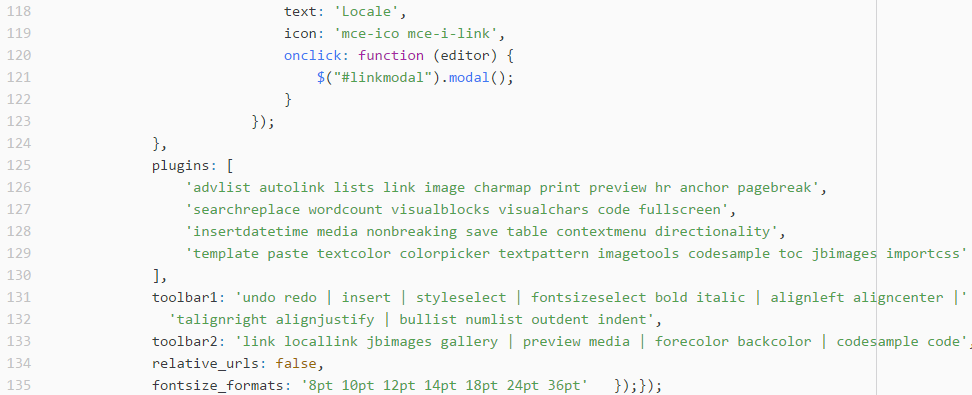 118 text: 'Locale',
119 icon: 'mce-ico mce-i-link',
120 onclick: function (editor) {
121 $("#linkmodal").modal();
122 }
123 });
124 },
125 plugins: [
126 'advlist autolink lists link image charmap print preview hr anchor pagebreak',
127 'searchreplace wordcount visualblocks visualchars code fullscreen',
128 'insertdatetime media nonbreaking save table contextmenu directionality',
129 'template paste textcolor colorpicker textpattern imagetools codesample toc jbimages importcss'
130 ],
131 toolbar1: 'undo redo | insert | styleselect | fontsizeselect bold italic | alignleft aligncenter |'
132 'talignright alignjustify | bullist numlist outdent indent',
133 toolbar2: 'link locallink jbimages gallery | preview media | forecolor backcolor | codesample code',
134 relative_urls: false,
135 fontsize_formats: '8pt 10pt 12pt 14pt 18pt 24pt 36pt' });});